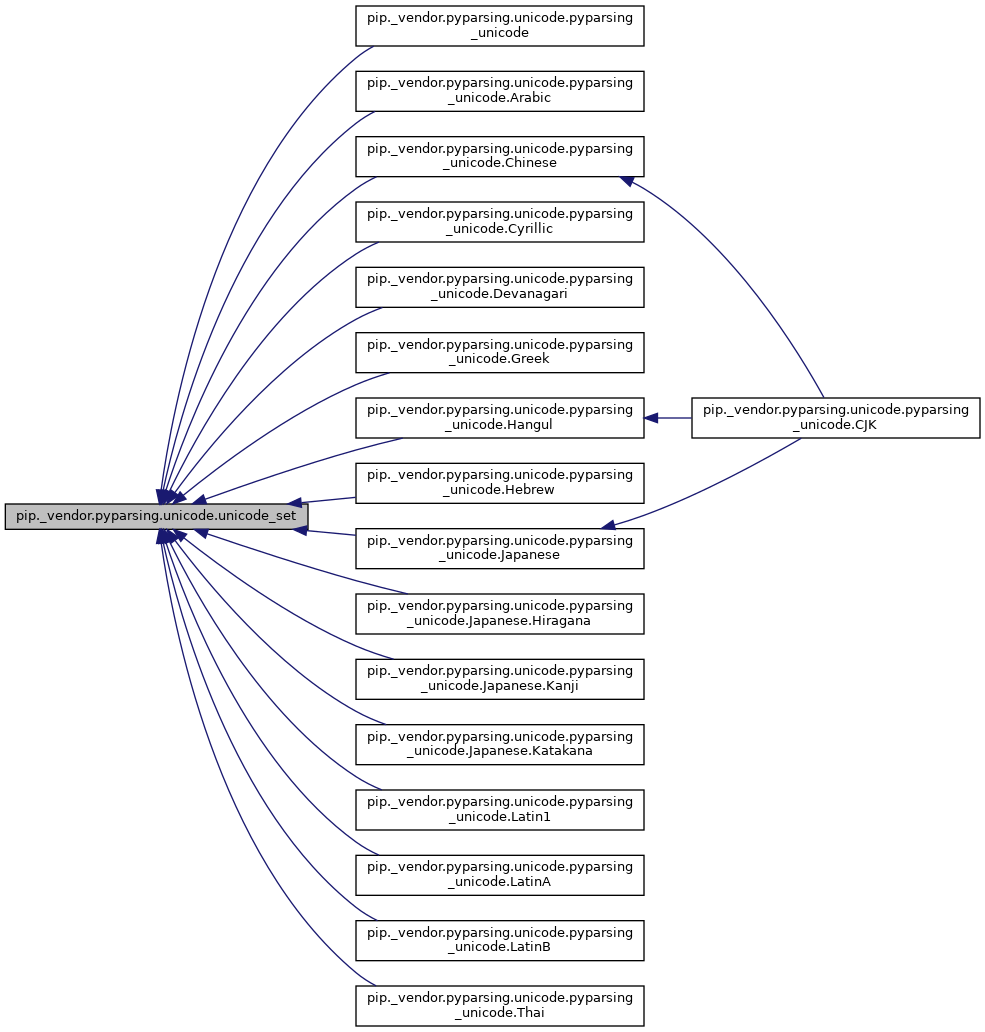 pip._vendor.pyparsing.unicode.pyparsing
_unicode
pip._vendor.pyparsing.unicode.pyparsing
_unicode.Arabic
pip._vendor.pyparsing.unicode.pyparsing
_unicode.Chinese
pip._vendor.pyparsing.unicode.pyparsing
_unicode.Cyrillic
pip._vendor.pyparsing.unicode.pyparsing
_unicode.Devanagari
pip._vendor.pyparsing.unicode.pyparsing
_unicode.Greek
pip._vendor.pyparsing.unicode.pyparsing
_unicode.Hangul
pip._vendor.pyparsing.unicode.pyparsing
_unicode.CJK
pip._vendor.pyparsing.unicode.pyparsing
_unicode.Hebrew
pip._vendor.pyparsing.unicode.unicode_set
pip._vendor.pyparsing.unicode.pyparsing
_unicode.Japanese
pip._vendor.pyparsing.unicode.pyparsing
_unicode.Japanese.Hiragana
pip._vendor.pyparsing.unicode.pyparsing
_unicode.Japanese.Kanji
pip._vendor.pyparsing.unicode.pyparsing
_unicode.Japanese.Katakana
pip._vendor.pyparsing.unicode.pyparsing
_unicode.Latin1
pip._vendor.pyparsing.unicode.pyparsing
_unicode.LatinA
pip._vendor.pyparsing.unicode.pyparsing
_unicode.LatinB
pip._vendor.pyparsing.unicode.pyparsing
_unicode.Thai